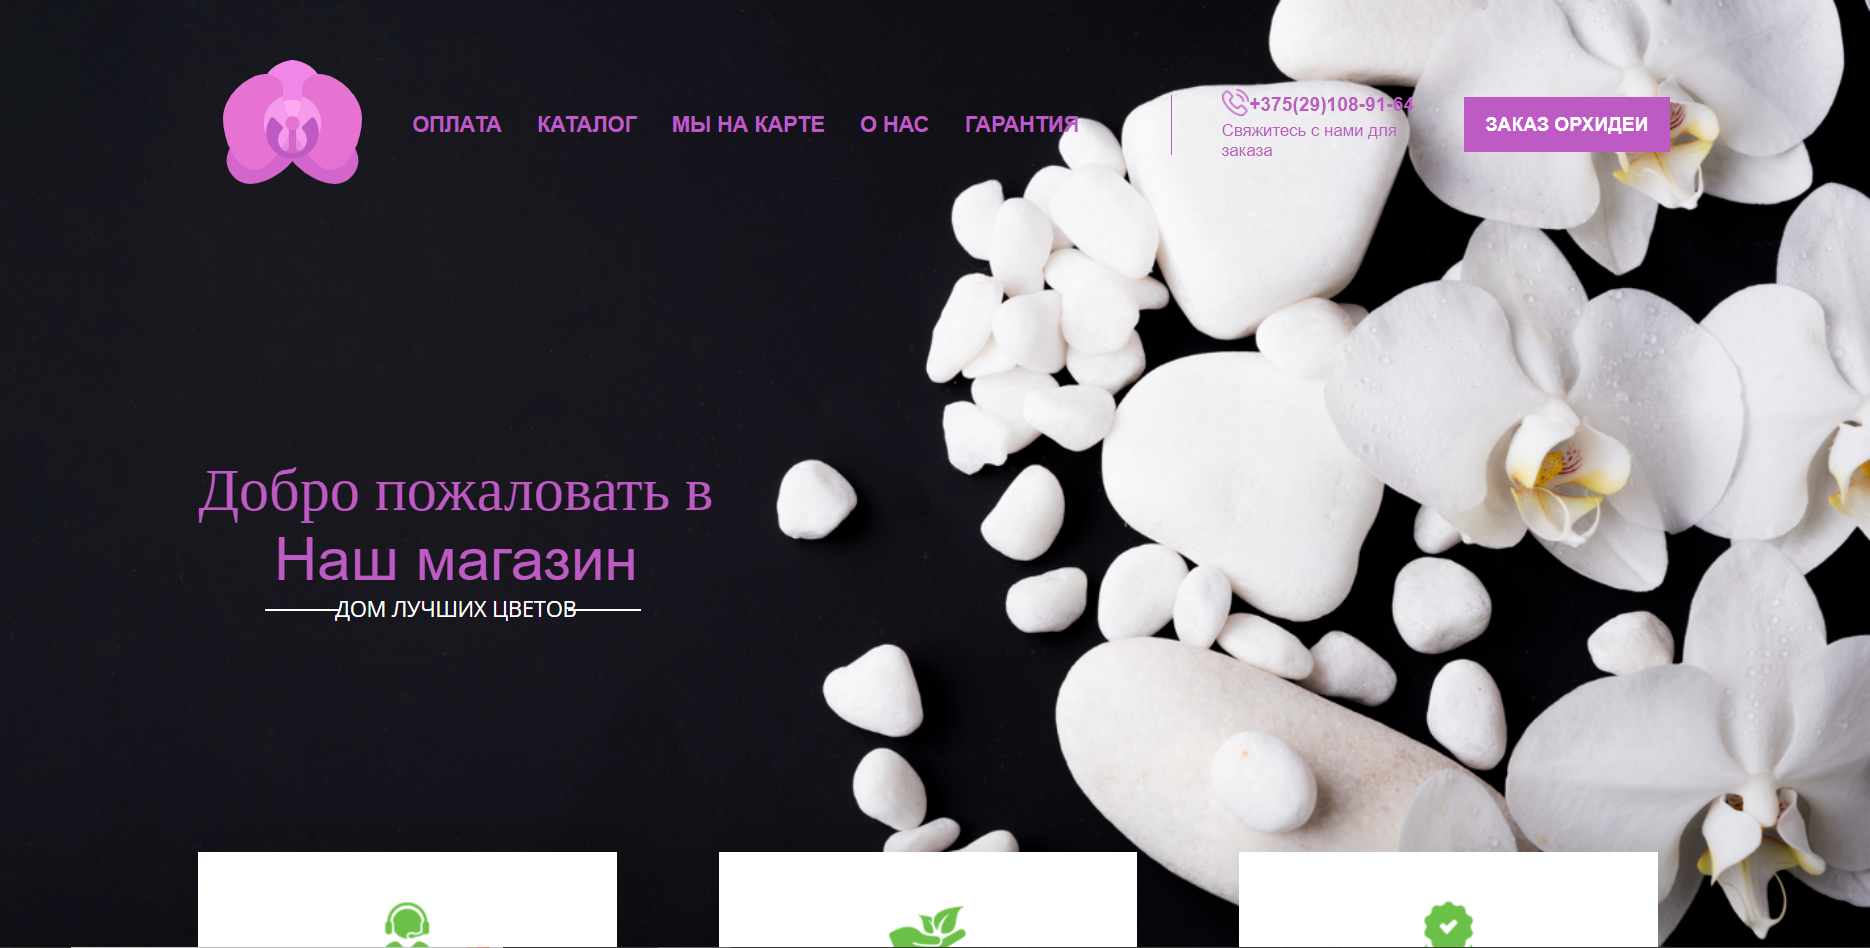 ОПЛАТА КАТАЛОГ МЫ НА КАРТЕ О НАС ГАРАНТИЯ
+375(29)108-91-64
Свяжитесь с нами для
заказа
ЗАКАЗ ОРХИДЕИ
Добро пожаловать в
Наш магазин
ДОМ ЛУЧШИХ ЦВЕТОВ